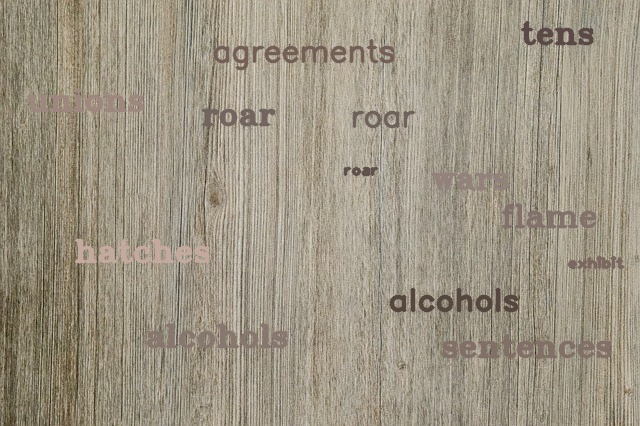 tens
agreements
unions
roar roar
roar
wars
flame
hatches
exhibit
alcohols
alcohols
sentences